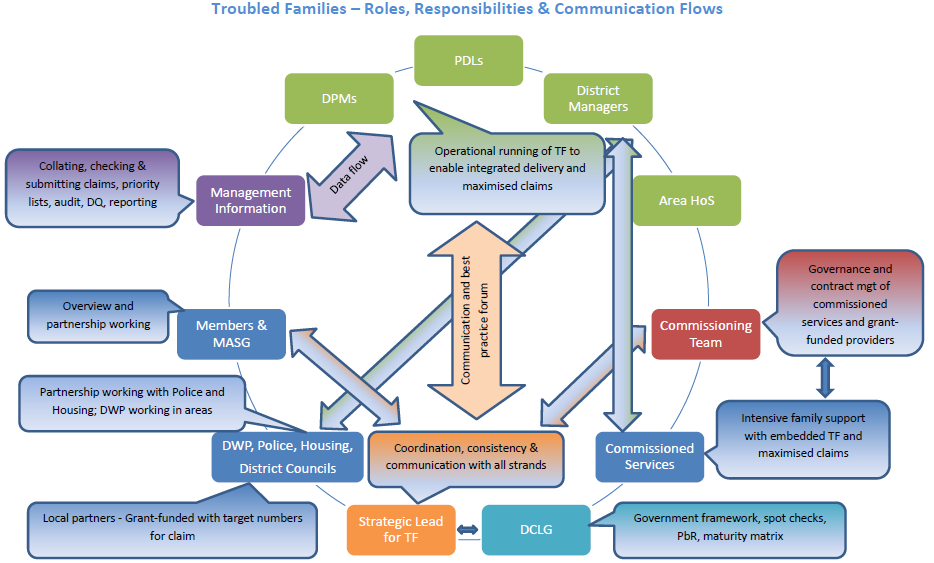 Troubled Families – Roles, Responsibilities & Communication Flows
PDLs
DPMs
District
Managers
Operational running of TF to
enable integrated delivery and
maximised claims
Data flow
Collating, checking &
submitting claims, priority
lists, audit, DQ, reporting
Management
Information
Area HoS
Governance and
contract mgt of
commissioned
services and grant-
funded providers
Overview and
partnership working
Members &
MASG
Communication and best
practice forum
Commissioning
Team
Partnership working with Police and
Housing; DWP working in areas
Intensive family support
with embedded TF and
maximised claims
DWP, Police, Housing,
District Councils
Coordination, consistency &
communication with all strands
Commissioned
Services
Local partners - Grant-funded with target numbers
for claim
Strategic Lead
for TF
DCLG
Government framework, spot checks,
PbR, maturity matrix